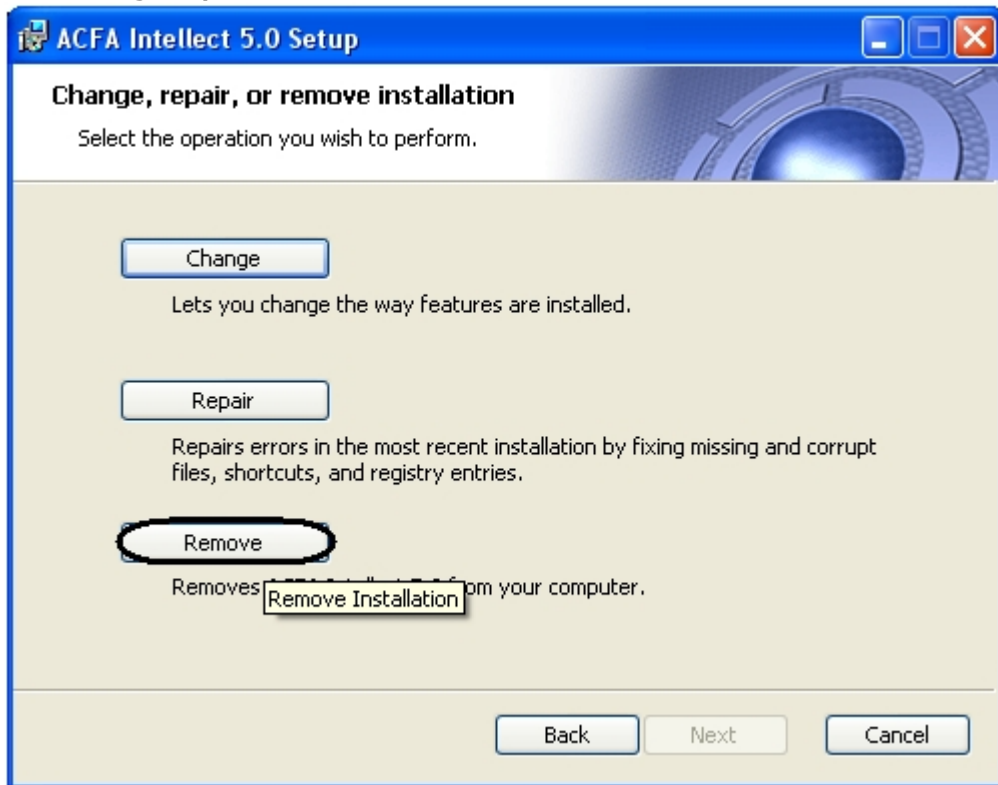 ACFA Intellect 5.0 Setup
Change, repair, or remove installation
Select the operation you wish to perform.
Change
Lets you change the way features are installed.
Repair
Repairs errors in the most recent installation by fixing missing and corrupt
files, shortcuts, and registry entries.
Remove
Removes from your computer.
Remove Installation
Back Next Cancel